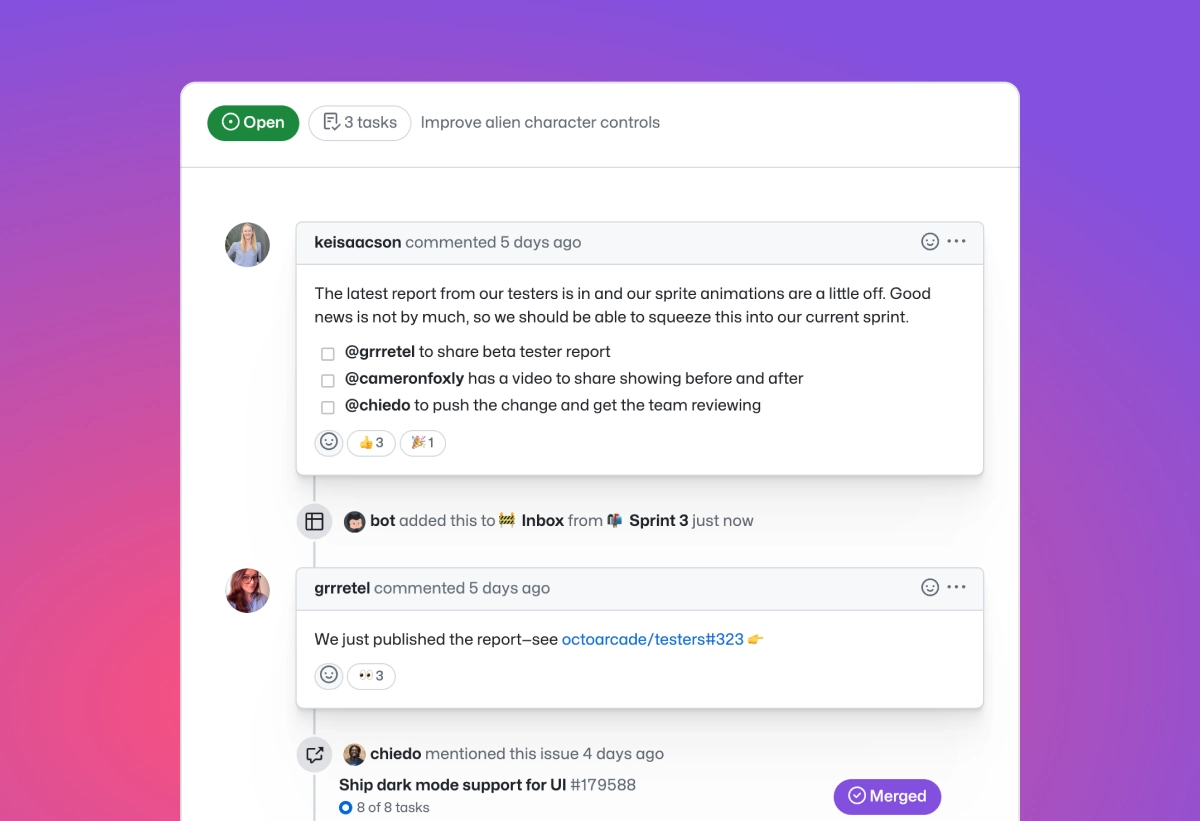 Open 3 tasks Improve alien character controls
keisaacson commented 5 days ago
The latest report from our testers is in and our sprite animations are a little off. Good
news is not by much, so we should be able to squeeze this into our current sprint.
@grrretel to share beta tester report
@cameronfoxly has a video to share showing before and after
@chiedo to push the change and get the team reviewing
👍 3 🎉 1
bot added this to 🚧 Inbox from 📬 Sprint 3 just now
grrretel commented 5 days ago
We just published the report—see octoarcade/testers#323 👉
👀 3
chiedo mentioned this issue 4 days ago
Ship dark mode support for UI #179588
Merged
8 of 8 tasks